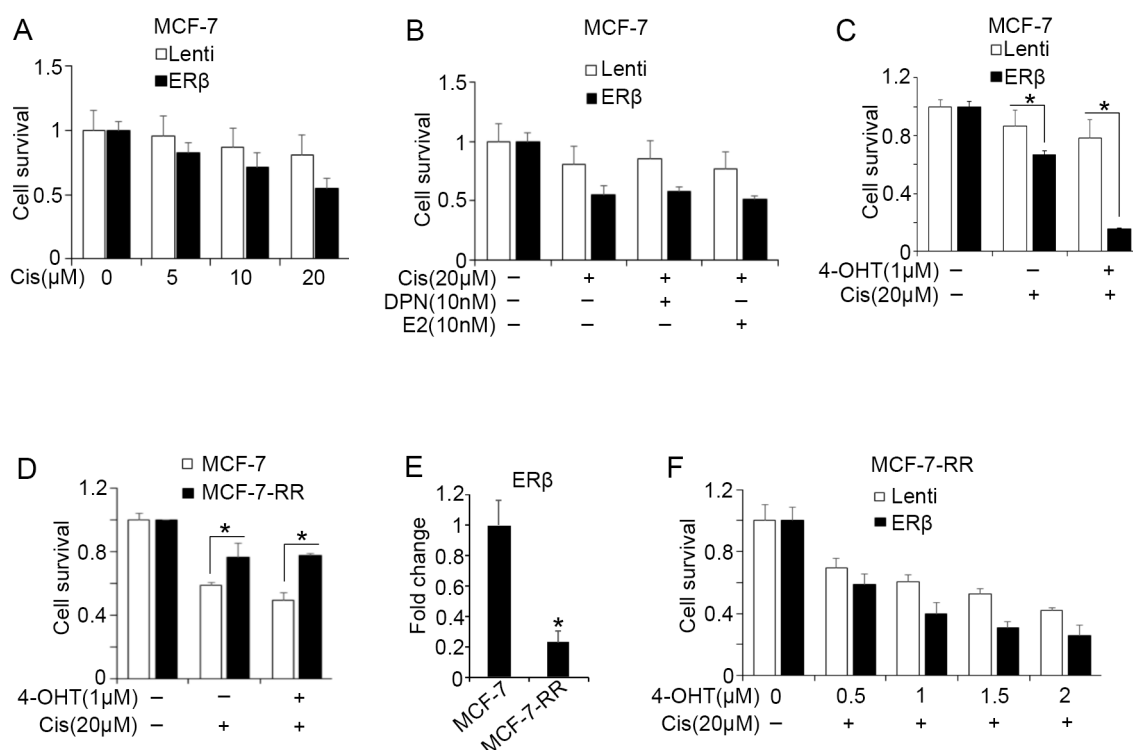 A
MCF-7
Lenti
ERβ
Cell survival
1.5
1
0.5
0
Cis(µM) 0 5 10 20
B
MCF-7
Lenti
ERβ
Cell survival
1.5
1
0.5
0
Cis(20µM) – + + +
DPN(10nM) – – + –
E2(10nM) – – – +
C
MCF-7
Lenti
ERβ
Cell survival
1.2
0.8
0.4
0
* *
4-OHT(1µM) – – +
Cis(20µM) – + +
D
MCF-7
MCF-7-RR
Cell survival
1.2
0.8
0.4
0
* *
4-OHT(1µM) – – +
Cis(20µM) – + +
E
ERβ
Fold change
1.2
1
0.8
0.6
0.4
0.2
0
*
MCF-7 MCF-7-RR
F
MCF-7-RR
Lenti
ERβ
Cell survival
1.2
0.8
0.4
0
4-OHT(µM) 0 0.5 1 1.5 2
Cis(20µM) – + + + +